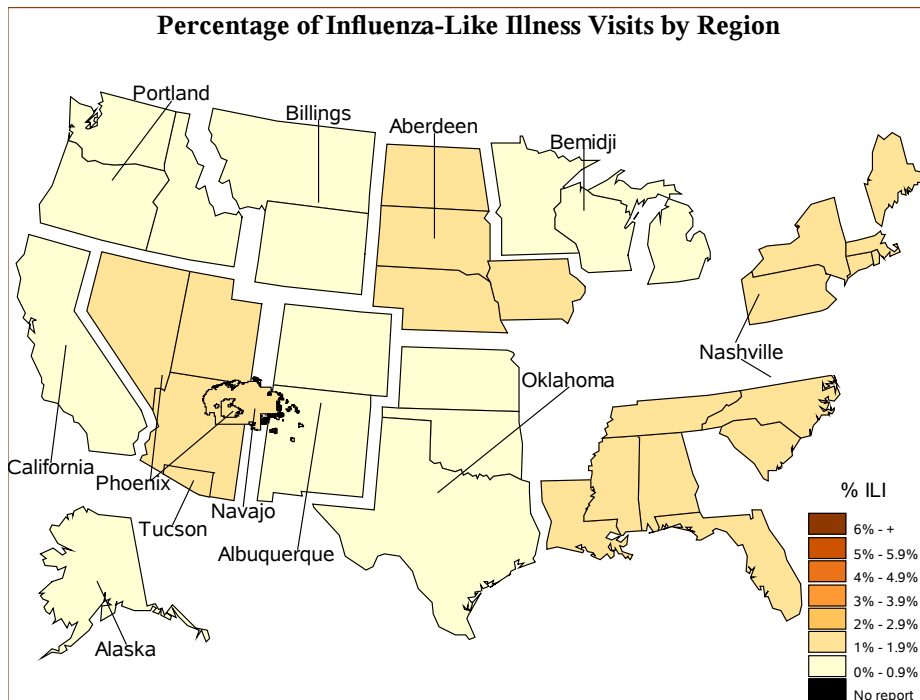 Percentage of Influenza-Like Illness Visits by Region
Portland
Billings
Aberdeen
Bemidji
Nashville
Oklahoma
California
Phoenix
Navajo
Tucson
Albuquerque
Alaska
% ILI
6% - +
5% - 5.9%
4% - 4.9%
3% - 3.9%
2% - 2.9%
1% - 1.9%
0% - 0.9%
No report